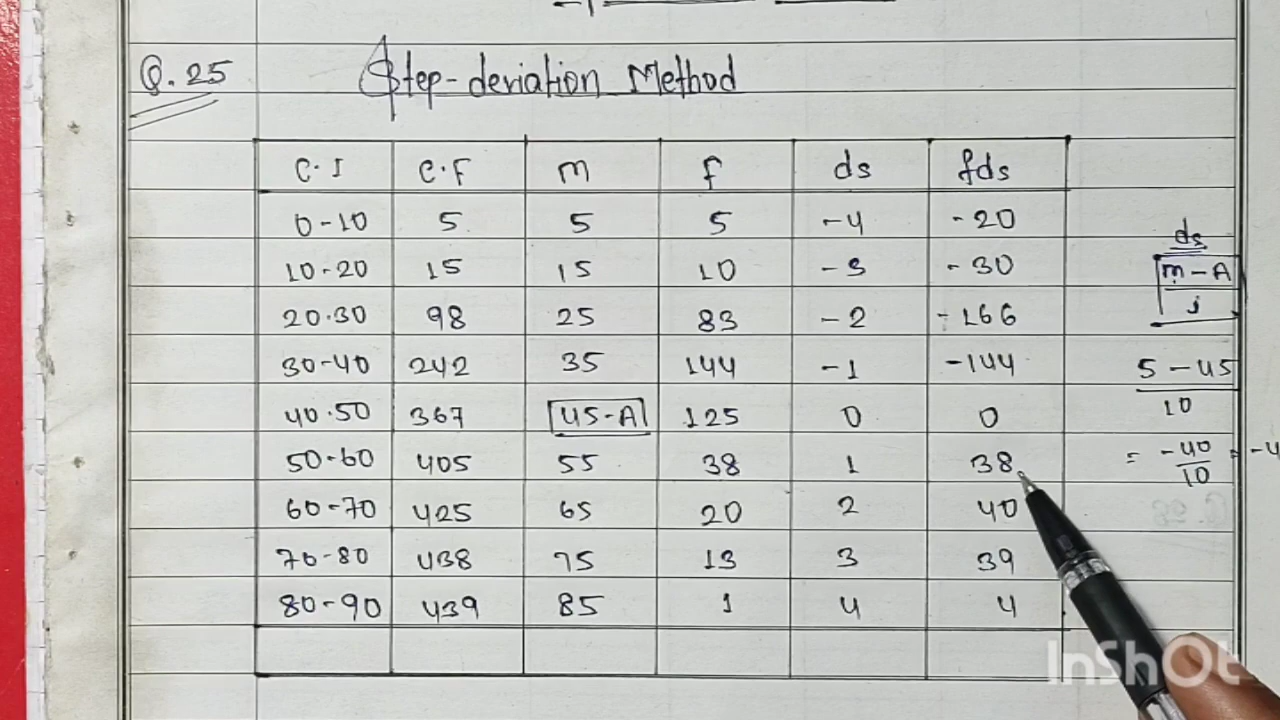 Q.25 Step-deviation Method
C.I C.F m f ds fds
0-10 5 5 5 -4 -20
10-20 15 15 10 -3 -30
20.30 98 25 83 -2 -166
30-40 242 35 144 -1 -144
40.50 367 45-A 125 0 0
50-60 405 55 38 1 38
60-70 425 65 20 2 40
70-80 438 75 13 3 39
80-90 439 85 1 4 4
ds
m-A
i
5-45
10
= -40 = -4
10
InShOt